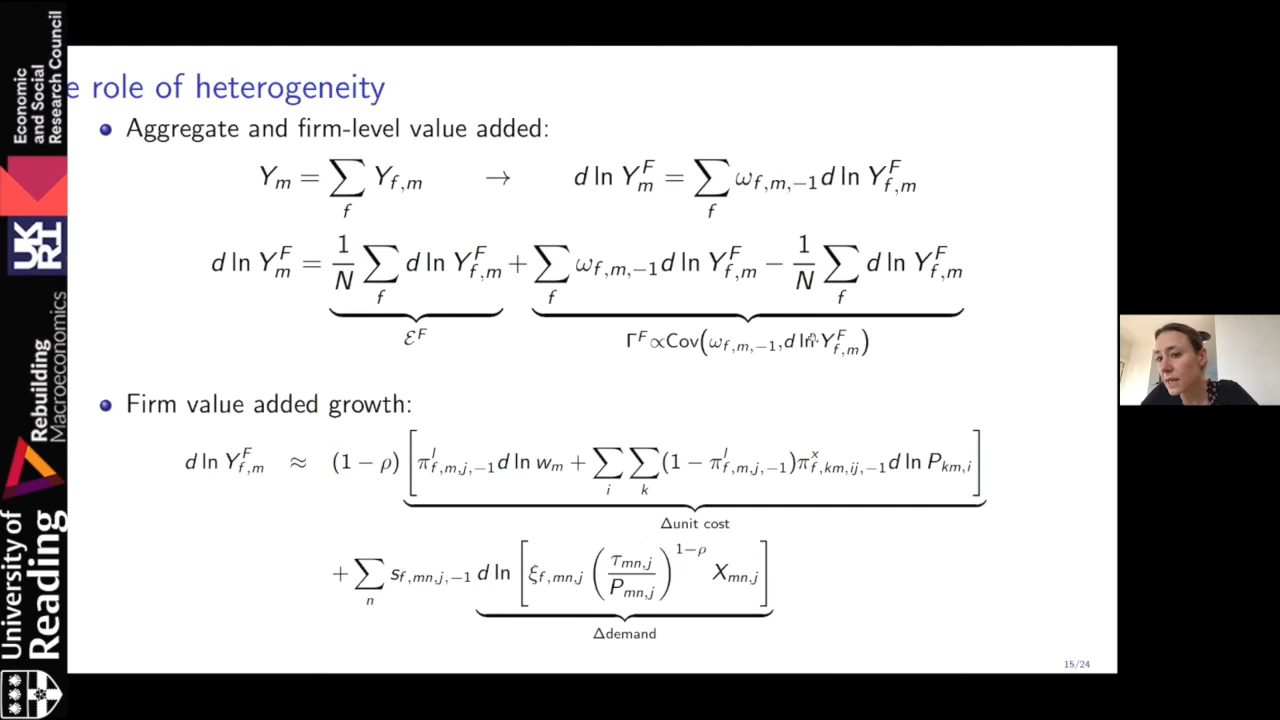 e role of heterogeneity
Aggregate and firm-level value added:
Y_m = ∑_f Y_{f,m} → d ln Y^F_m = ∑_f ω_{f,m,−1} d ln Y^F_{f,m}
d ln Y^F_m = 1/N ∑_f d ln Y^F_{f,m} + ∑_f ω_{f,m,−1} d ln Y^F_{f,m} − 1/N ∑_f d ln Y^F_{f,m}
ℰ^F
Γ^F ∝ Cov(ω_{f,m,−1}, d ln Y^F_{f,m})
Firm value added growth:
d ln Y^F_{f,m} ≈ (1 − ρ) [π^l_{f,m,j,−1} d ln w_m + ∑_i ∑_k (1 − π^l_{f,m,j,−1}) π^x_{f,km,ij,−1} d ln P_{km,i}]
Δunit cost
+ ∑_n s_{f,mn,j,−1} d ln [ξ_{f,mn,j} (τ_{mn,j} / P_{mn,j})^{1−ρ} X_{mn,j}]
Δdemand
15/24
Economic
and Social
Research Council
UKRI
Rebuilding
Macroeconomics
University of
Reading